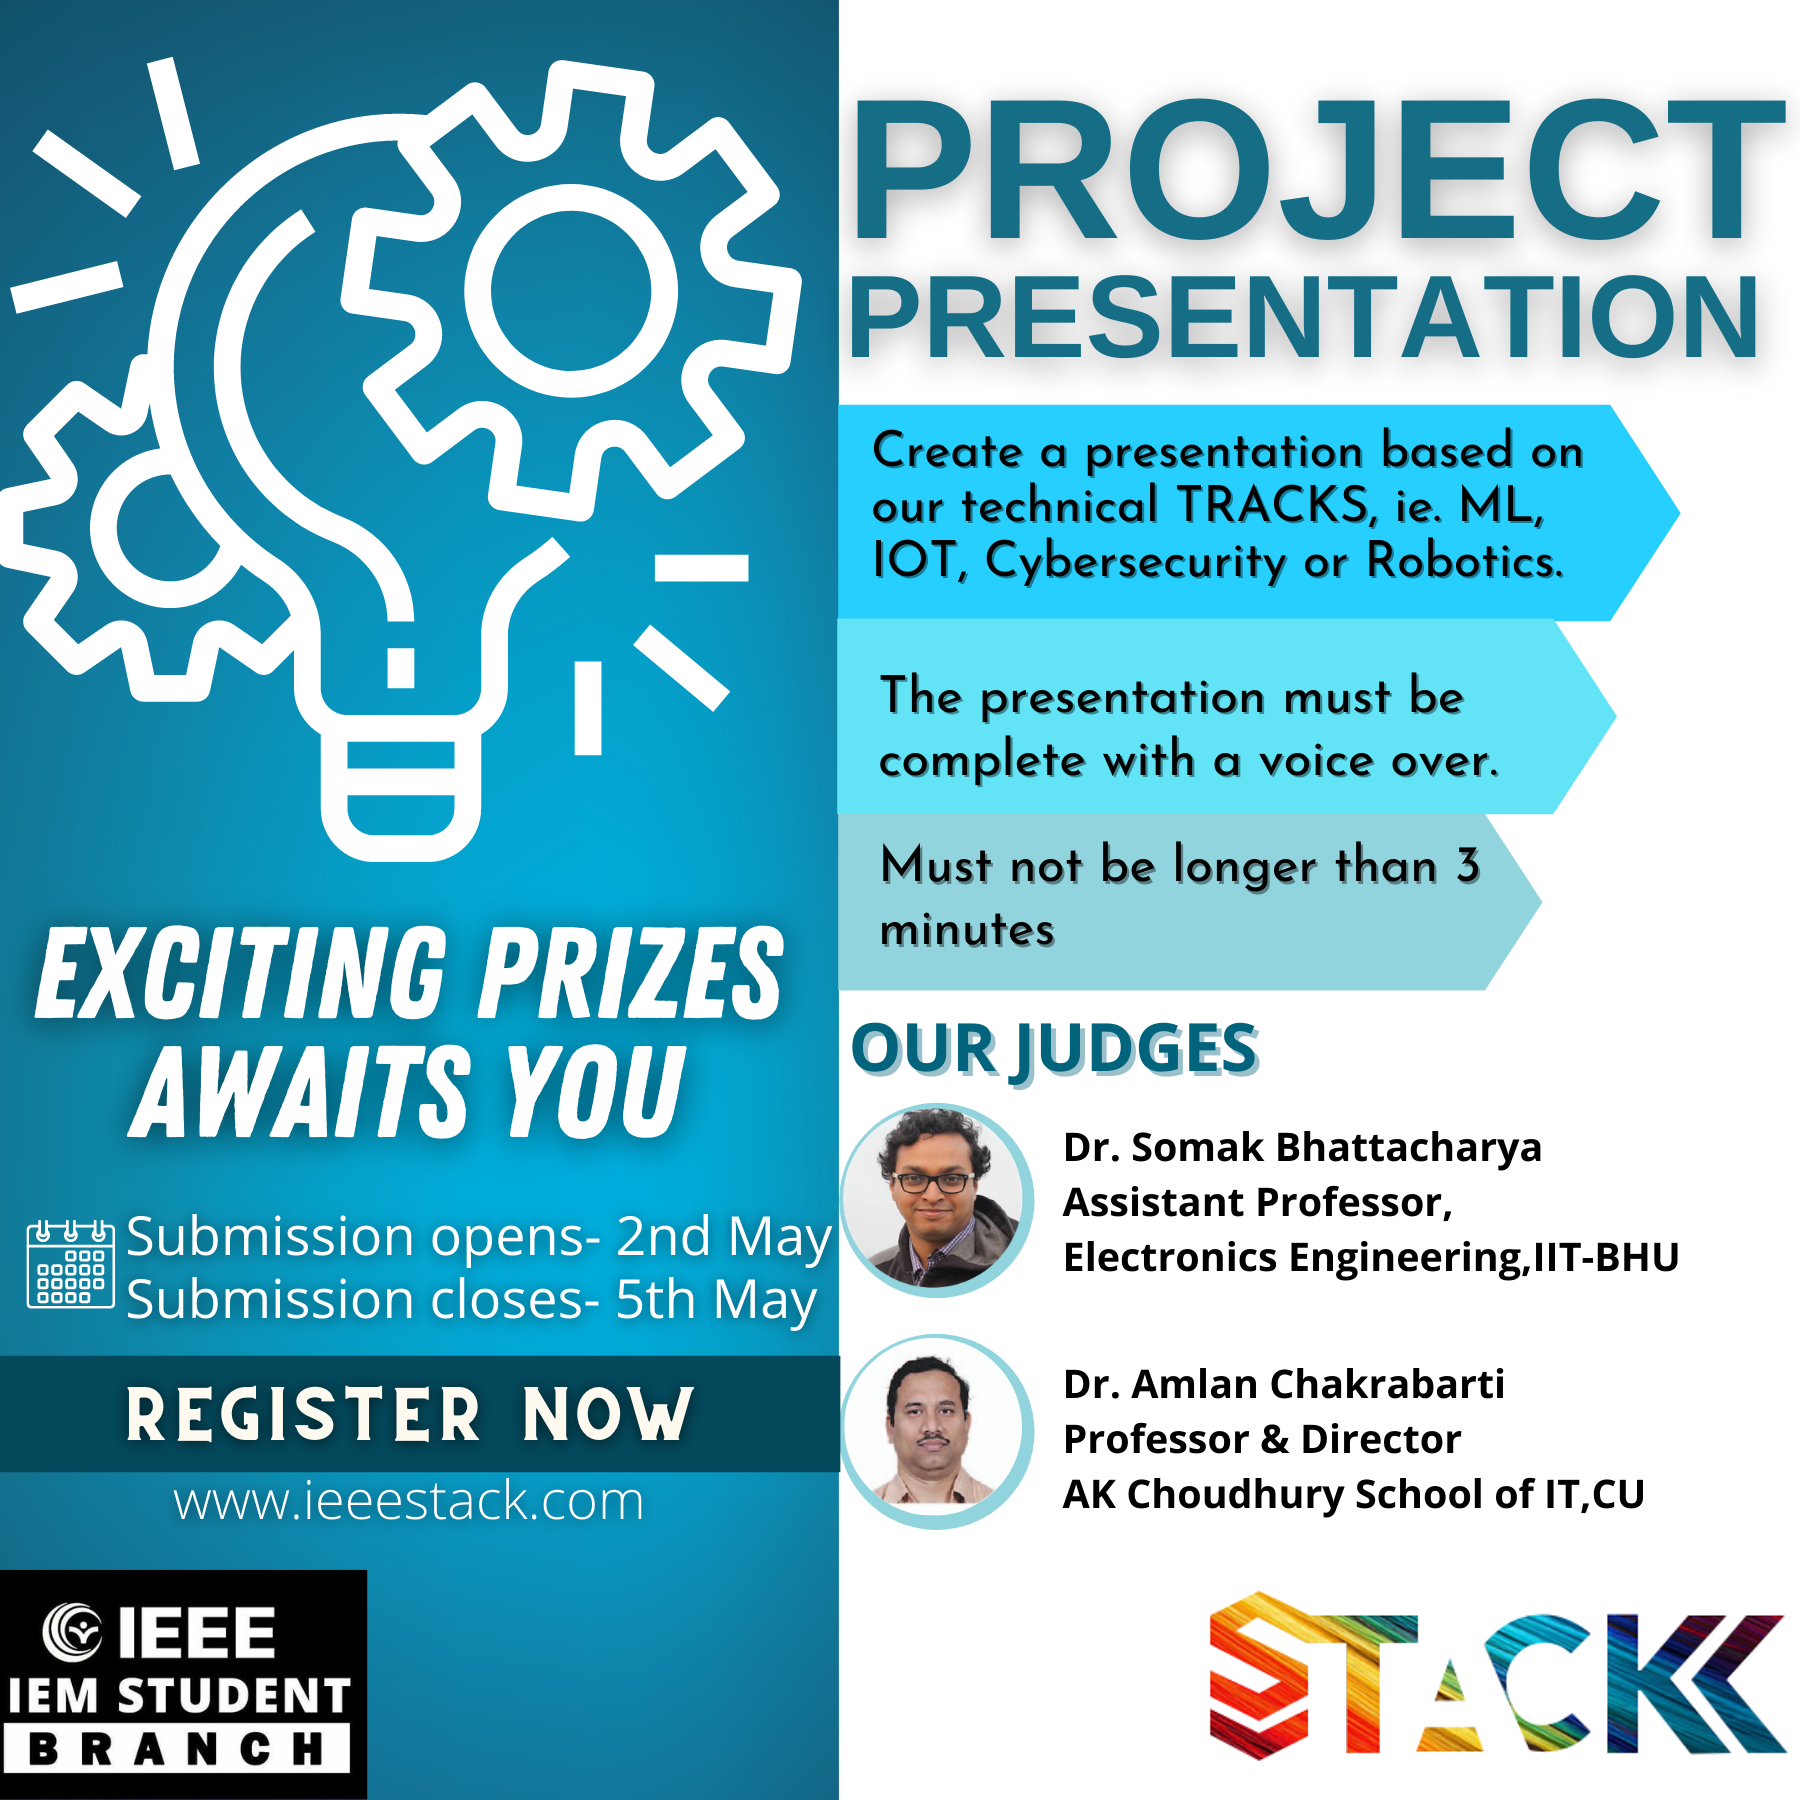 PROJECT
PRESENTATION
Create a presentation based on
our technical TRACKS, ie. ML,
IOT, Cybersecurity or Robotics.
The presentation must be
complete with a voice over.
Must not be longer than 3
minutes
EXCITING PRIZES
AWAITS YOU
Submission opens- 2nd May
Submission closes- 5th May
REGISTER NOW
www.ieeestack.com
IEEE
IEM STUDENT
BRANCH
OUR JUDGES
Dr. Somak Bhattacharya
Assistant Professor,
Electronics Engineering,IIT-BHU
Dr. Amlan Chakrabarti
Professor & Director
AK Choudhury School of IT,CU
STACK